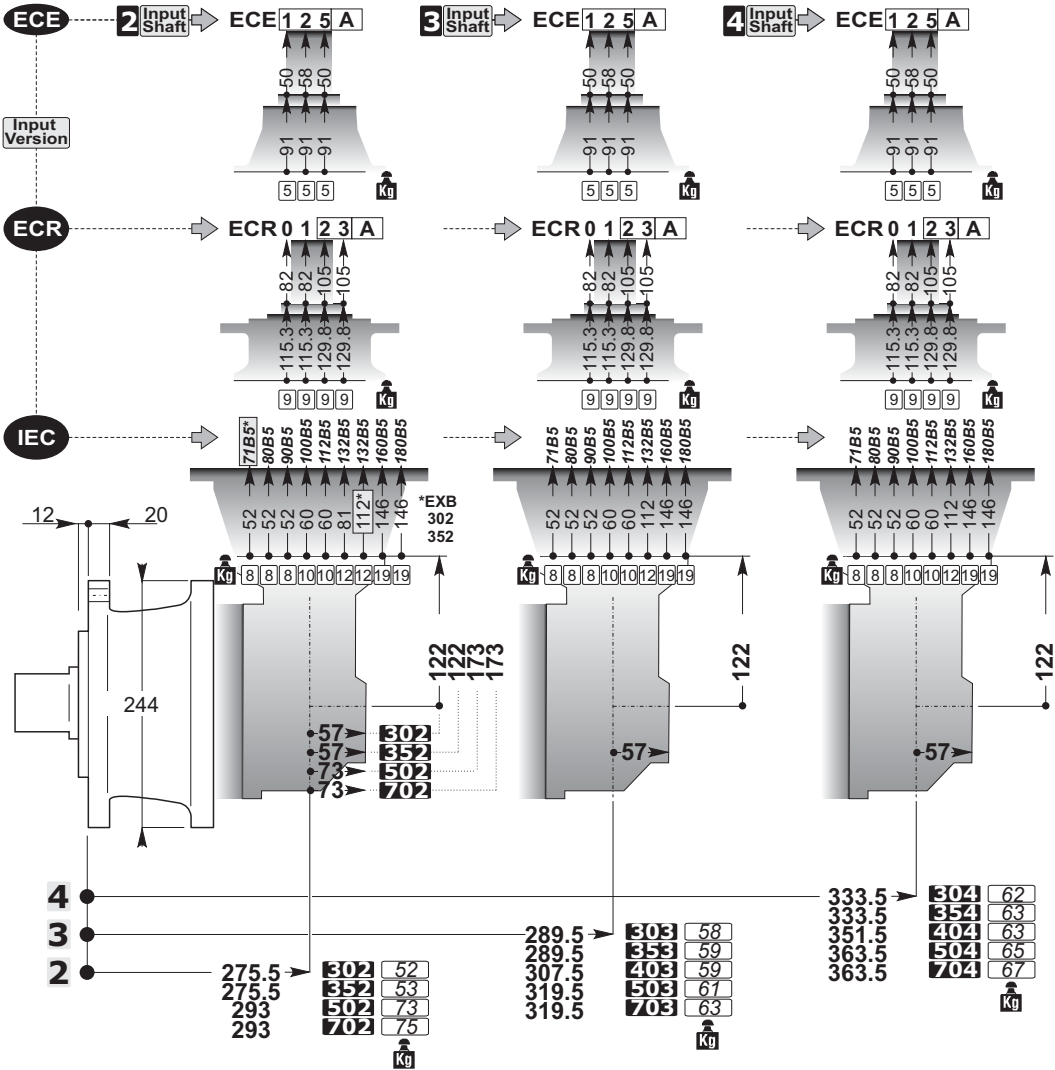 ECE 2 Input Shaft ECE 1 2 5 A 3 Input Shaft ECE 1 2 5 A 4 Input Shaft ECE 1 2 5 A
50 58 50 50 58 50 50 58 50
Input Version
91 91 91 91 91 91 91 91 91
5 5 5 Kg 5 5 5 Kg 5 5 5 Kg
ECR ECR 0 1 2 3 A ECR 0 1 2 3 A ECR 0 1 2 3 A
82 82 105 105 82 82 105 105 82 82 105 105
115.3 115.3 129.8 129.8 115.3 115.3 129.8 129.8 115.3 115.3 129.8 129.8
9 9 9 9 Kg 9 9 9 9 Kg 9 9 9 9 Kg
IEC 71B5* 80B5 90B5 100B5 112B5 132B5 132B5 160B5 180B5 71B5 80B5 90B5 100B5 112B5 132B5 160B5 180B5 71B5 80B5 90B5 100B5 112B5 132B5 160B5 180B5
12 20 52 52 52 60 60 81 112* 146 146 52 52 52 60 60 112 146 146 52 52 52 60 60 112 146 146
*EXB
302
352
Kg 8 8 8 10 10 12 12 19 19 Kg 8 8 8 10 10 12 19 19 Kg 8 8 8 10 10 12 19 19
122 122 173 173 122 122
244
57 302
57 352
73 502
73 702
57 57
4 333.5 304 62
333.5 354 63
351.5 404 63
363.5 504 65
363.5 704 67
Kg
3 289.5 303 58
289.5 353 59
307.5 403 59
319.5 503 61
319.5 703 63
Kg
2 275.5 302 52
275.5 352 53
293 502 73
293 702 75
Kg